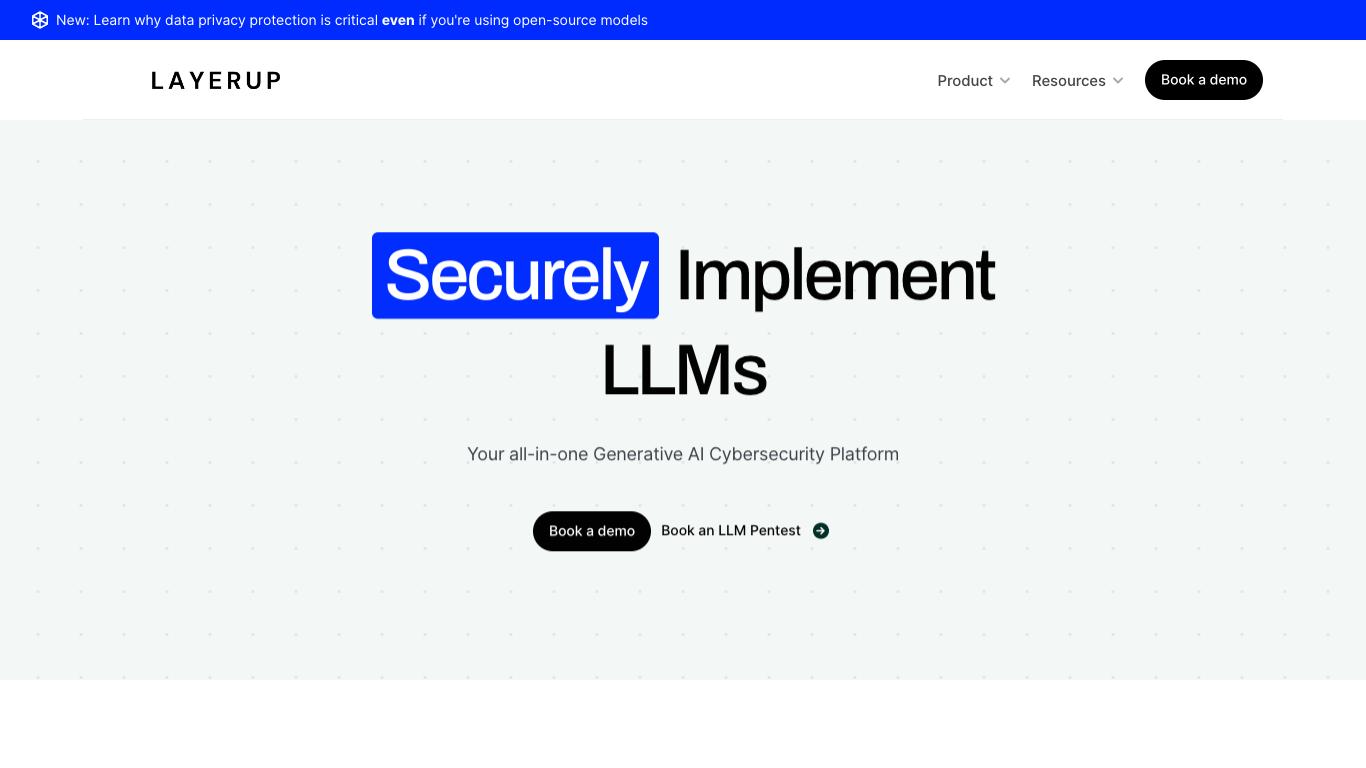 New: Learn why data privacy protection is critical even if you're using open-source models
LAYERUP
Product
Resources
Book a demo
Securely Implement
LLMs
Your all-in-one Generative AI Cybersecurity Platform
Book a demo
Book an LLM Pentest